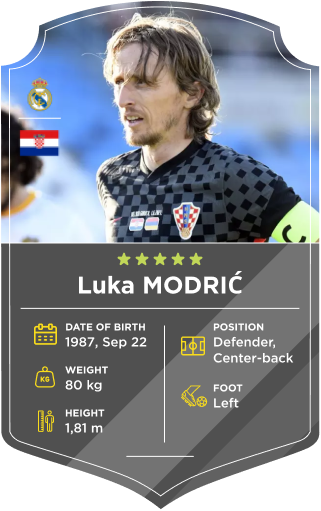 ★★★★★
Luka MODRIĆ
DATE OF BIRTH
1987, Sep 22
WEIGHT
KG
80 kg
HEIGHT
1,81 m
POSITION
Defender,
Center-back
FOOT
Left